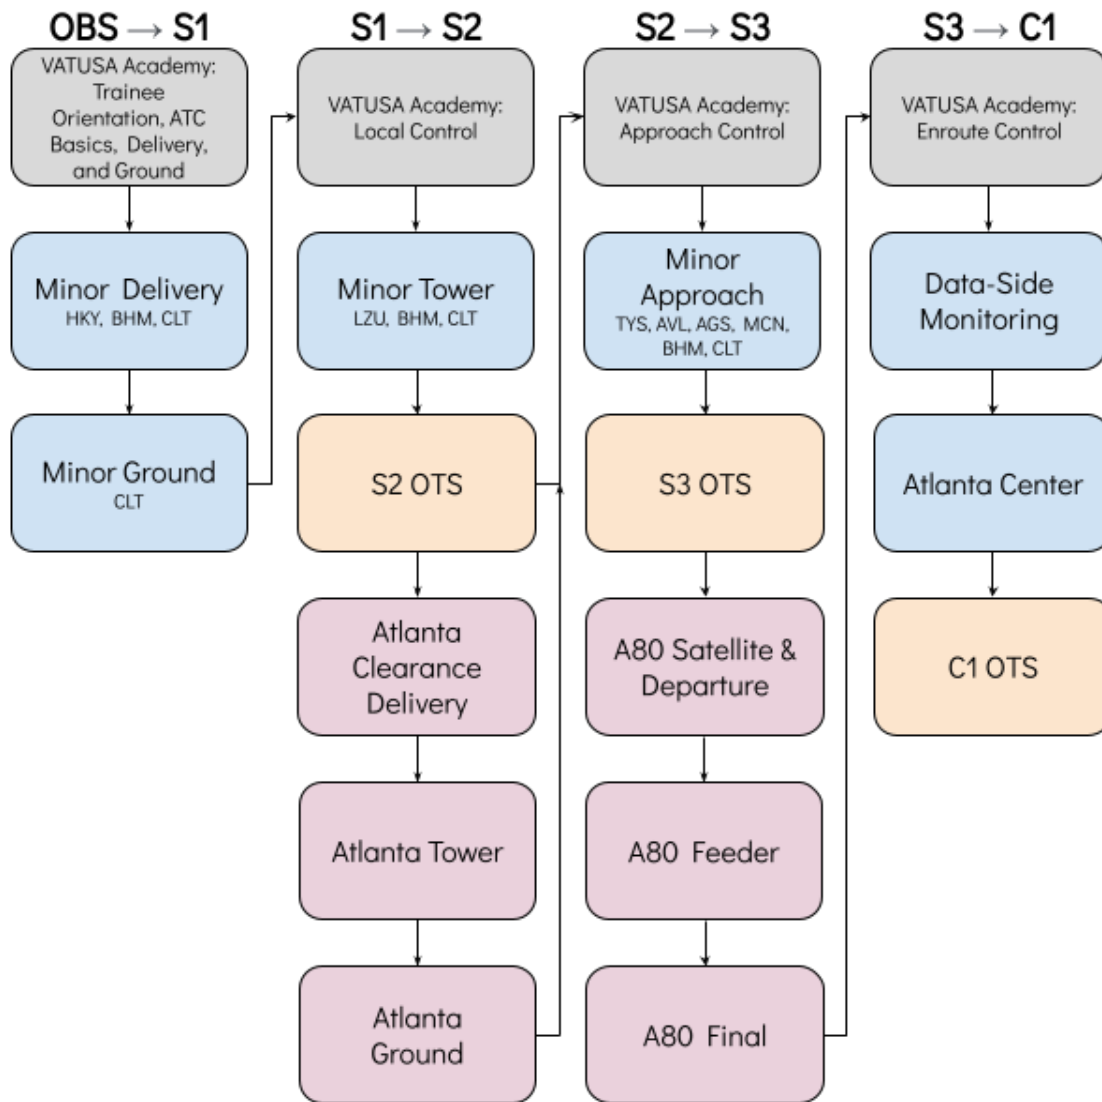 OBS → S1
VATUSA Academy:
Trainee
Orientation, ATC
Basics, Delivery,
and Ground
Minor Delivery
HKY, BHM, CLT
Minor Ground
CLT
S1 → S2
VATUSA Academy:
Local Control
Minor Tower
LZU, BHM, CLT
S2 OTS
Atlanta
Clearance
Delivery
Atlanta Tower
Atlanta
Ground
S2 → S3
VATUSA Academy:
Approach Control
Minor
Approach
TYS, AVL, AGS, MCN,
BHM, CLT
S3 OTS
A80 Satellite &
Departure
A80 Feeder
A80 Final
S3 → C1
VATUSA Academy:
Enroute Control
Data-Side
Monitoring
Atlanta Center
C1 OTS